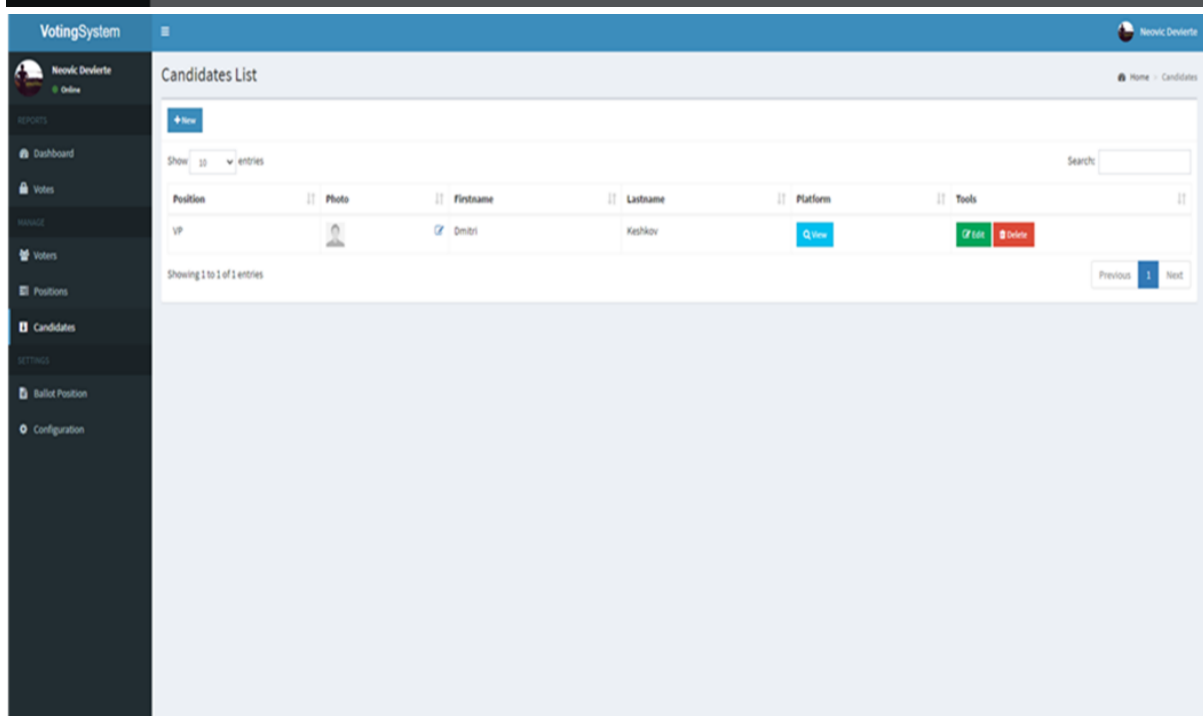 VotingSystem
Neovic Devierte
Neovic Devierte
Online
Candidates List
Home > Candidates
REPORTS
+ New
Dashboard
Show 10 entries
Search:
Votes
Position Photo Firstname Lastname Platform Tools
MANAGE
VP Dmitri Keshkov View Edit Delete
Voters
Showing 1 to 1 of 1 entries
Previous 1 Next
Positions
Candidates
SETTINGS
Ballot Position
Configuration